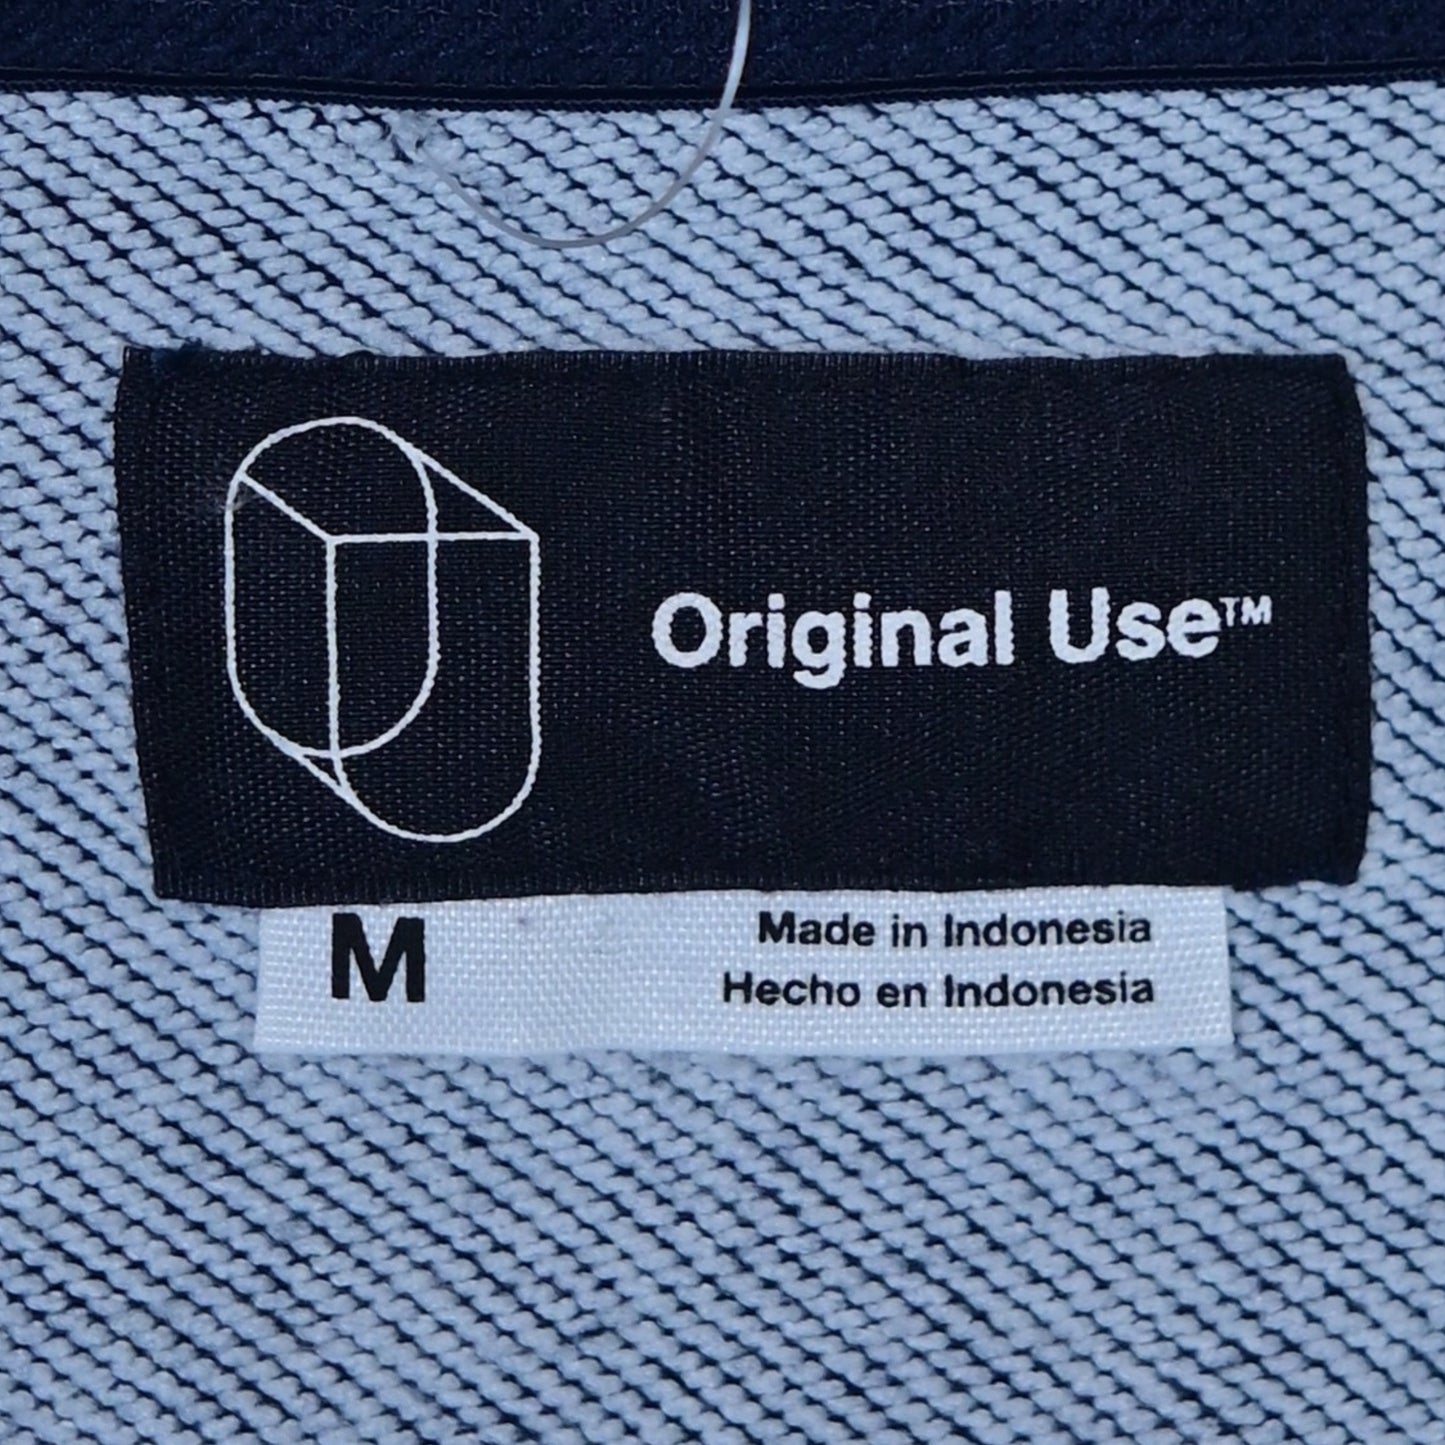 Original Use™
M
Made in Indonesia
Hecho en Indonesia